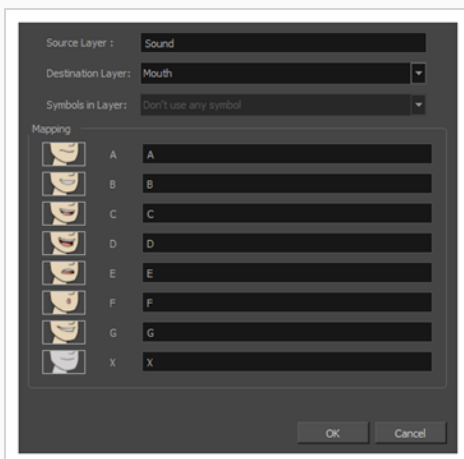 Source Layer : Sound
Destination Layer: Mouth
Symbols in Layer: Don't use any symbol
Mapping
A A
B B
C C
D D
E E
F F
G G
X X
OK Cancel